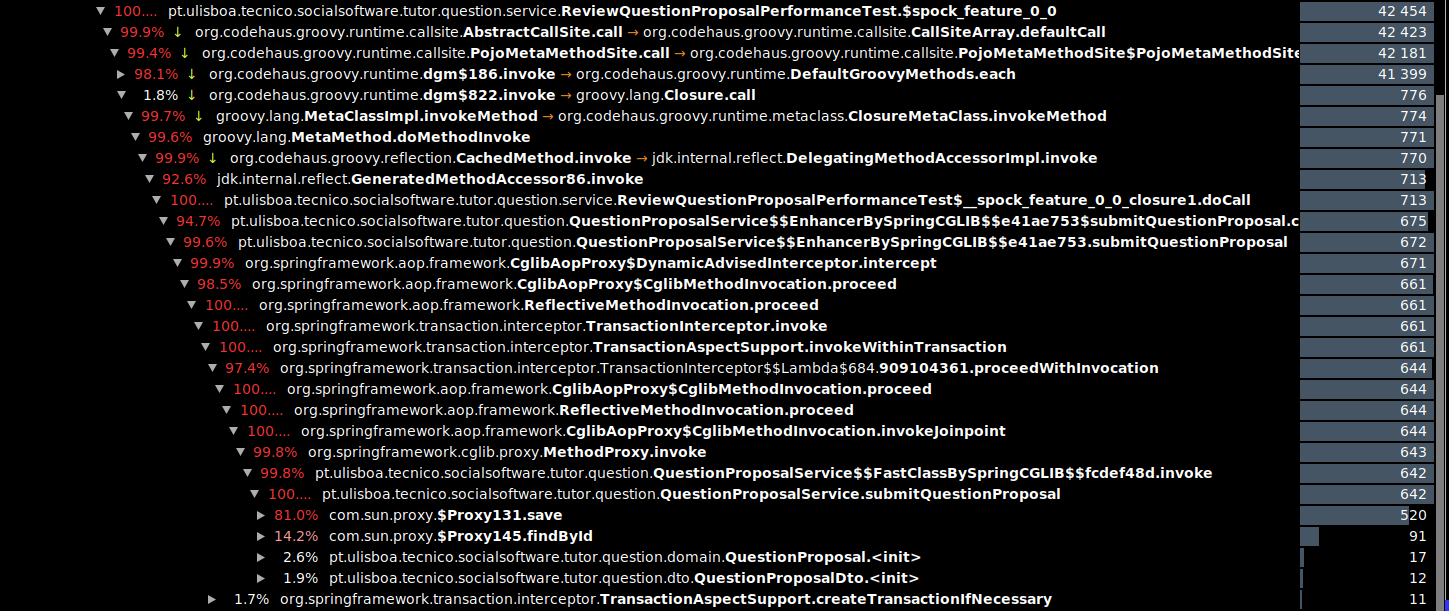 100.... pt.ulisboa.tecnico.socialsoftware.tutor.question.service.ReviewQuestionProposalPerformanceTest.$spock_feature_0_0 42 454
99.9% ↓ org.codehaus.groovy.runtime.callsite.AbstractCallSite.call → org.codehaus.groovy.runtime.callsite.CallSiteArray.defaultCall 42 423
99.4% ↓ org.codehaus.groovy.runtime.callsite.PojoMetaMethodSite.call → org.codehaus.groovy.runtime.callsite.PojoMetaMethodSite$PojoMetaMethodSite 42 181
98.1% ↓ org.codehaus.groovy.runtime.dgm$186.invoke → org.codehaus.groovy.runtime.DefaultGroovyMethods.each 41 399
1.8% ↓ org.codehaus.groovy.runtime.dgm$822.invoke → groovy.lang.Closure.call 776
99.7% ↓ groovy.lang.MetaClassImpl.invokeMethod → org.codehaus.groovy.runtime.metaclass.ClosureMetaClass.invokeMethod 774
99.6% groovy.lang.MetaMethod.doMethodInvoke 771
99.9% ↓ org.codehaus.groovy.reflection.CachedMethod.invoke → jdk.internal.reflect.DelegatingMethodAccessorImpl.invoke 770
92.6% jdk.internal.reflect.GeneratedMethodAccessor86.invoke 713
100.... pt.ulisboa.tecnico.socialsoftware.tutor.question.service.ReviewQuestionProposalPerformanceTest$__spock_feature_0_0_closure1.doCall 713
94.7% pt.ulisboa.tecnico.socialsoftware.tutor.question.QuestionProposalService$$EnhancerBySpringCGLIB$$e41ae753$submitQuestionProposal.c 675
99.6% pt.ulisboa.tecnico.socialsoftware.tutor.question.QuestionProposalService$$EnhancerBySpringCGLIB$$e41ae753.submitQuestionProposal 672
99.9% org.springframework.aop.framework.CglibAopProxy$DynamicAdvisedInterceptor.intercept 671
98.5% org.springframework.aop.framework.CglibAopProxy$CglibMethodInvocation.proceed 661
100.... org.springframework.aop.framework.ReflectiveMethodInvocation.proceed 661
100.... org.springframework.transaction.interceptor.TransactionInterceptor.invoke 661
100.... org.springframework.transaction.interceptor.TransactionAspectSupport.invokeWithinTransaction 661
97.4% org.springframework.transaction.interceptor.TransactionInterceptor$$Lambda$684.909104361.proceedWithInvocation 644
100.... org.springframework.aop.framework.CglibAopProxy$CglibMethodInvocation.proceed 644
100.... org.springframework.aop.framework.ReflectiveMethodInvocation.proceed 644
100.... org.springframework.aop.framework.CglibAopProxy$CglibMethodInvocation.invokeJoinpoint 644
99.8% org.springframework.cglib.proxy.MethodProxy.invoke 643
99.8% pt.ulisboa.tecnico.socialsoftware.tutor.question.QuestionProposalService$$FastClassBySpringCGLIB$$fcdef48d.invoke 642
100.... pt.ulisboa.tecnico.socialsoftware.tutor.question.QuestionProposalService.submitQuestionProposal 642
81.0% com.sun.proxy.$Proxy131.save 520
14.2% com.sun.proxy.$Proxy145.findById 91
2.6% pt.ulisboa.tecnico.socialsoftware.tutor.question.domain.QuestionProposal.<init> 17
1.9% pt.ulisboa.tecnico.socialsoftware.tutor.question.dto.QuestionProposalDto.<init> 12
1.7% org.springframework.transaction.interceptor.TransactionAspectSupport.createTransactionIfNecessary 11